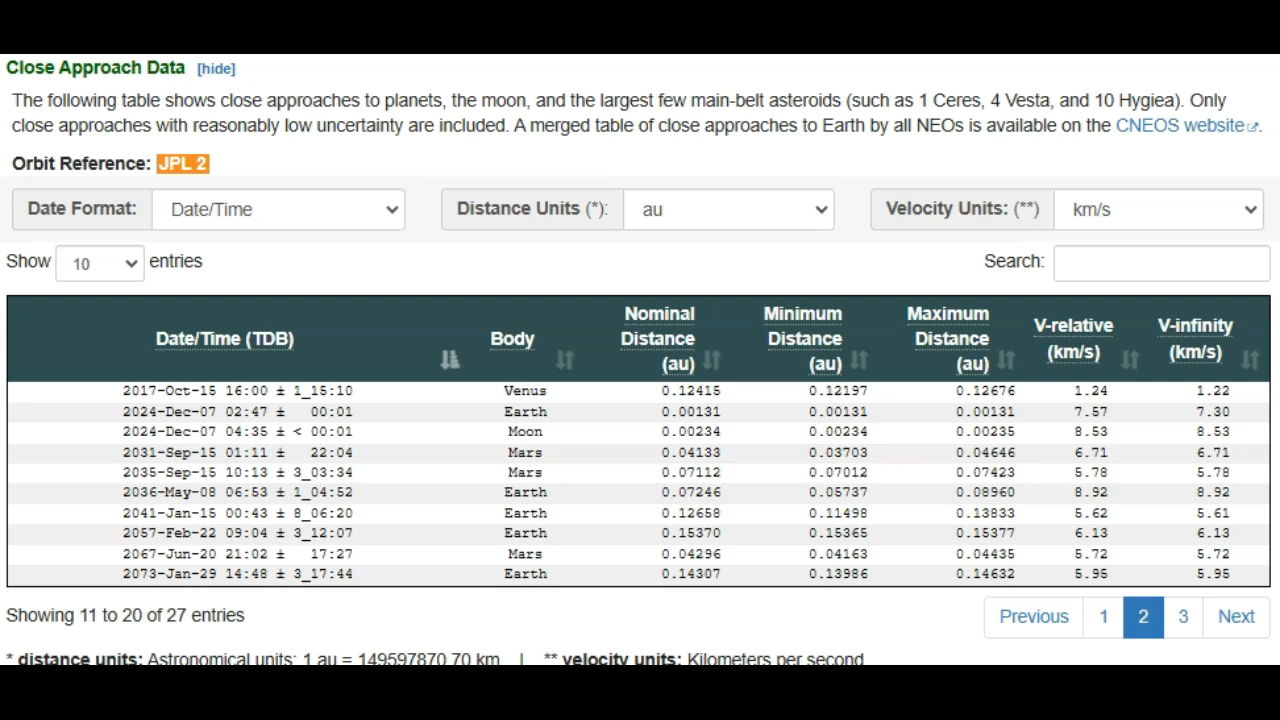 Close Approach Data [hide]
The following table shows close approaches to planets, the moon, and the largest few main-belt asteroids (such as 1 Ceres, 4 Vesta, and 10 Hygiea). Only
close approaches with reasonably low uncertainty are included. A merged table of close approaches to Earth by all NEOs is available on the CNEOS website.
Orbit Reference: JPL 2
Date Format: Date/Time Distance Units (*): au Velocity Units: (**) km/s
Show 10 entries Search:
Date/Time (TDB) Body Nominal Distance (au) Minimum Distance (au) Maximum Distance (au) V-relative (km/s) V-infinity (km/s)
2017-Oct-15 16:00 ± 1_15:10 Venus 0.12415 0.12197 0.12676 1.24 1.22
2024-Dec-07 02:47 ± 00:01 Earth 0.00131 0.00131 0.00131 7.57 7.30
2024-Dec-07 04:35 ± < 00:01 Moon 0.00234 0.00234 0.00235 8.53 8.53
2031-Sep-15 01:11 ± 22:04 Mars 0.04133 0.03703 0.04646 6.71 6.71
2035-Sep-15 10:13 ± 3_03:34 Mars 0.07112 0.07012 0.07423 5.78 5.78
2036-May-08 06:53 ± 1_04:52 Earth 0.07246 0.05737 0.08960 8.92 8.92
2041-Jan-15 00:43 ± 8_06:20 Earth 0.12658 0.11498 0.13833 5.62 5.61
2057-Feb-22 09:04 ± 3_12:07 Earth 0.15370 0.15365 0.15377 6.13 6.13
2067-Jun-20 21:02 ± 17:27 Mars 0.04296 0.04163 0.04435 5.72 5.72
2073-Jan-29 14:48 ± 3_17:44 Earth 0.14307 0.13986 0.14632 5.95 5.95
Showing 11 to 20 of 27 entries Previous 1 2 3 Next
* distance units: Astronomical units: 1 au = 149597870.70 km | ** velocity units: Kilometers per second